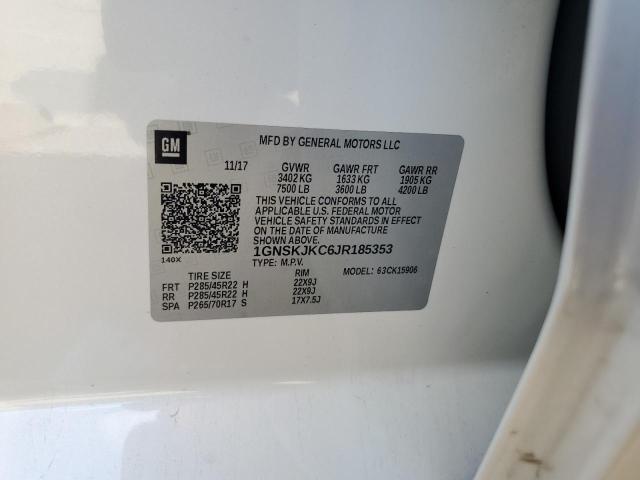 GM
MFD BY GENERAL MOTORS LLC
11/17 GVWR GAWR FRT GAWR RR
3402 KG 1633 KG 1905 KG
7500 LB 3600 LB 4200 LB
THIS VEHICLE CONFORMS TO ALL
APPLICABLE U.S. FEDERAL MOTOR
VEHICLE SAFETY STANDARDS IN EFFECT
ON THE DATE OF MANUFACTURE
SHOWN ABOVE.
1GNSKJKC6JR185353
140X
TYPE: M.P.V. MODEL: 63CK15906
TIRE SIZE RIM
FRT P285/45R22 H 22X9J
RR P285/45R22 H 22X9J
SPA P265/70R17 S 17X7.5J